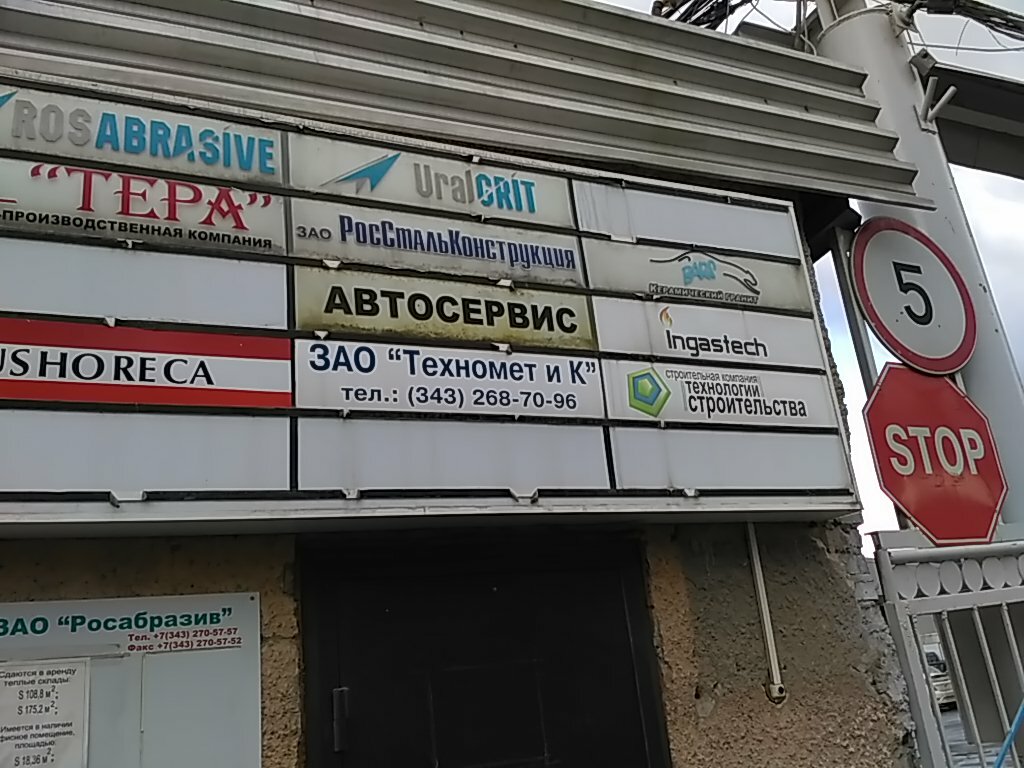 ROSABRASIVE
"ТЕРА"
-ПРОИЗВОДСТВЕННАЯ КОМПАНИЯ
USHORECA
UralGRIT
ЗАО РосСтальКонструкция
АВТОСЕРВИС
ЗАО "Техномет и К"
тел.: (343) 268-70-96
КЕРАМИЧЕСКИЙ ГРАНИТ
Ingastech
строительная компания
ТЕХНОЛОГИИ
СТРОИТЕЛЬСТВА
5
STOP
ЗАО "Росабразив"
Тел. +7(343) 270-57-57
Факс +7(343) 270-57-52
Сдаются в аренду
теплые склады:
S 108,8 м²;
S 175,2 м²;
Имеется в наличии
фисное помещение,
площадью:
S 18,36 м²;